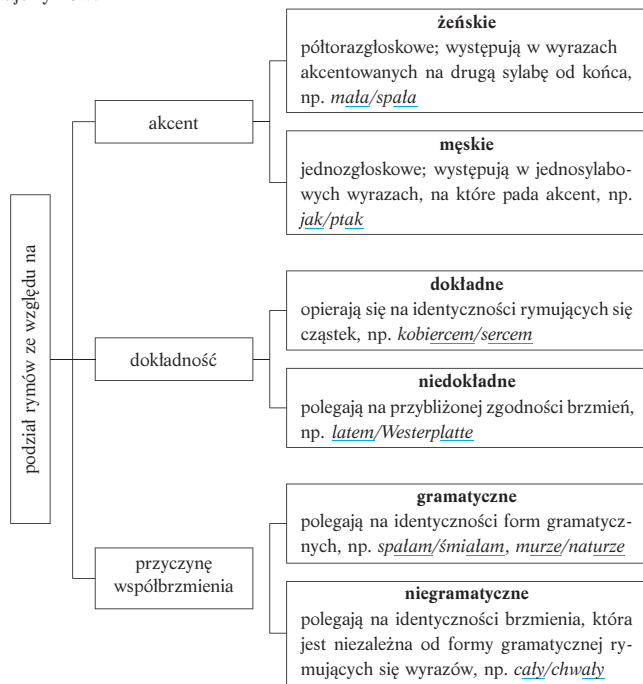 podział rymów ze względu na
akcent
żeńskie
półtorazgłoskowe; występują w wyrazach
akcentowanych na drugą sylabę od końca,
np. mała/spała
męskie
jednozgłoskowe; występują w jednosylabo-
wych wyrazach, na które pada akcent, np.
jak/ptak
dokładność
dokładne
opierają się na identyczności rymujących się
cząstek, np. kobiercem/sercem
niedokładne
polegają na przybliżonej zgodności brzmień,
np. latem/Westerplatte
przyczynę
współbrzmienia
gramatyczne
polegają na identyczności form gramatycz-
nych, np. spałam/śmiałam, murze/naturze
niegramatyczne
polegają na identyczności brzmienia, która
jest niezależna od formy gramatycznej ry-
mujących się wyrazów, np. cały/chwały